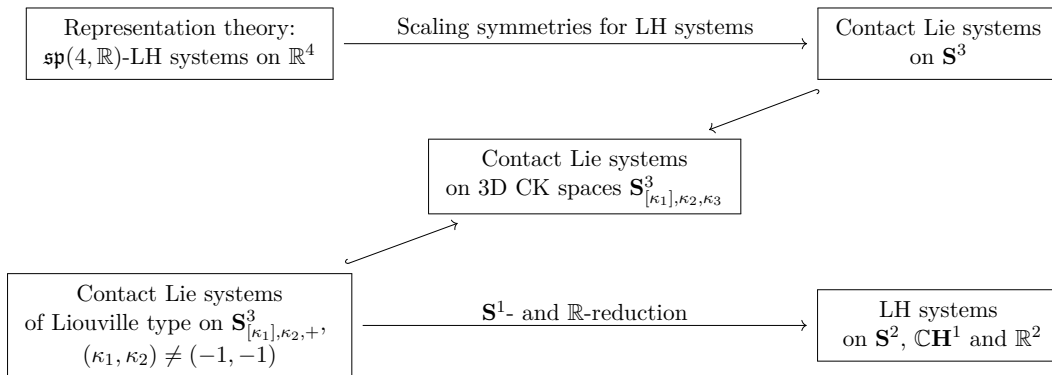 Representation theory:
𝔰𝔭(4, ℝ)-LH systems on ℝ⁴
Scaling symmetries for LH systems
Contact Lie systems
on S³
Contact Lie systems
on 3D CK spaces S³_{[κ₁],κ₂,κ₃}
Contact Lie systems
of Liouville type on S³_{[κ₁],κ₂,+},
(κ₁, κ₂) ≠ (−1, −1)
S¹- and ℝ-reduction
LH systems
on S², ℂH¹ and ℝ²